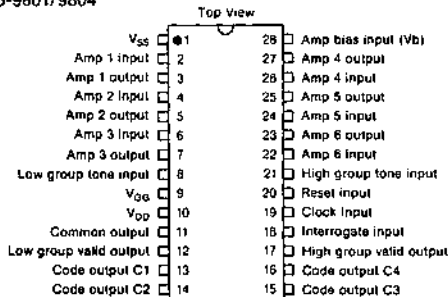 Top View
V_SS 1 28 Amp bias input (Vb)
Amp 1 input 2 27 Amp 4 output
Amp 1 output 3 26 Amp 4 input
Amp 2 input 4 25 Amp 5 output
Amp 2 output 5 24 Amp 5 input
Amp 3 input 6 23 Amp 6 output
Amp 3 output 7 22 Amp 6 input
Low group tone input 8 21 High group tone input
V_GG 9 20 Reset input
V_DD 10 19 Clock Input
Common output 11 18 Interrogate input
Low group valid output 12 17 High group valid output
Code output C1 13 16 Code output C4
Code output C2 14 15 Code output C3